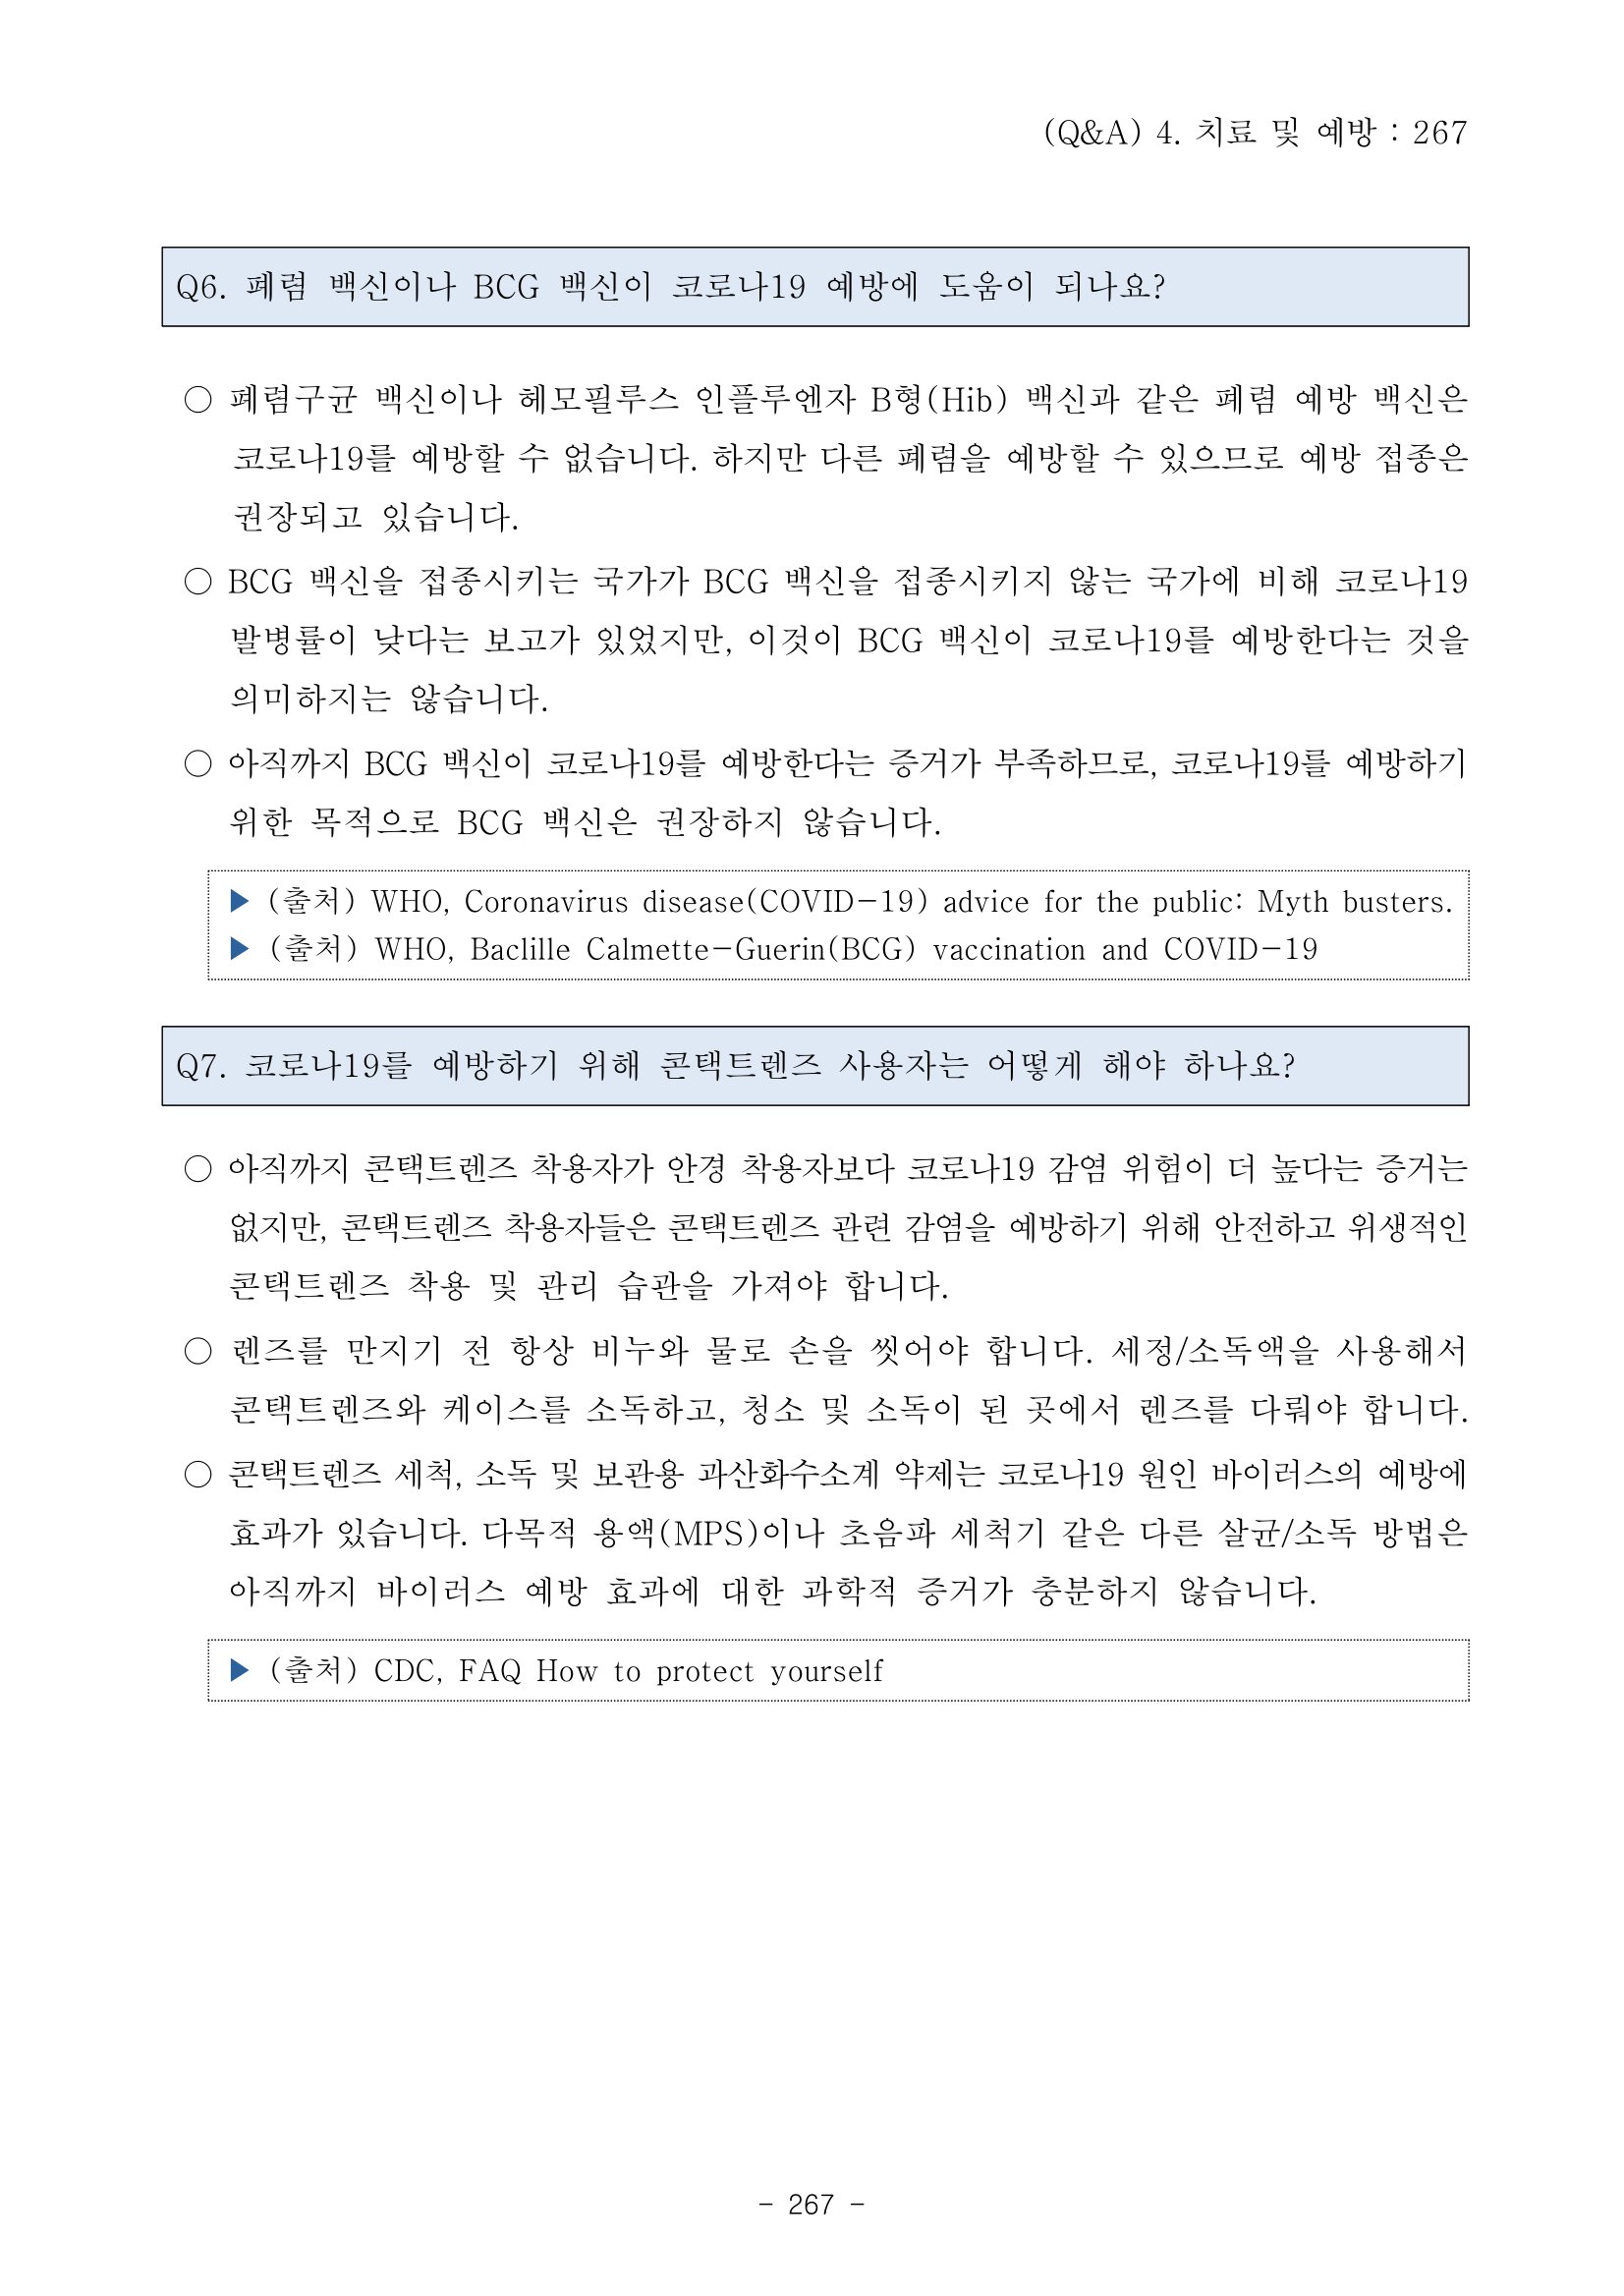 (Q&A) 4. 치료 및 예방 : 267
Q6. 폐렴 백신이나 BCG 백신이 코로나19 예방에 도움이 되나요?
○ 폐렴구균 백신이나 헤모필루스 인플루엔자 B형(Hib) 백신과 같은 폐렴 예방 백신은
코로나19를 예방할 수 없습니다. 하지만 다른 폐렴을 예방할 수 있으므로 예방 접종은
권장되고 있습니다.
○ BCG 백신을 접종시키는 국가가 BCG 백신을 접종시키지 않는 국가에 비해 코로나19
발병률이 낮다는 보고가 있었지만, 이것이 BCG 백신이 코로나19를 예방한다는 것을
의미하지는 않습니다.
○ 아직까지 BCG 백신이 코로나19를 예방한다는 증거가 부족하므로, 코로나19를 예방하기
위한 목적으로 BCG 백신은 권장하지 않습니다.
▶ (출처) WHO, Coronavirus disease(COVID-19) advice for the public: Myth busters.
▶ (출처) WHO, Baclille Calmette-Guerin(BCG) vaccination and COVID-19
Q7. 코로나19를 예방하기 위해 콘택트렌즈 사용자는 어떻게 해야 하나요?
○ 아직까지 콘택트렌즈 착용자가 안경 착용자보다 코로나19 감염 위험이 더 높다는 증거는
없지만, 콘택트렌즈 착용자들은 콘택트렌즈 관련 감염을 예방하기 위해 안전하고 위생적인
콘택트렌즈 착용 및 관리 습관을 가져야 합니다.
○ 렌즈를 만지기 전 항상 비누와 물로 손을 씻어야 합니다. 세정/소독액을 사용해서
콘택트렌즈와 케이스를 소독하고, 청소 및 소독이 된 곳에서 렌즈를 다뤄야 합니다.
○ 콘택트렌즈 세척, 소독 및 보관용 과산화수소계 약제는 코로나19 원인 바이러스의 예방에
효과가 있습니다. 다목적 용액(MPS)이나 초음파 세척기 같은 다른 살균/소독 방법은
아직까지 바이러스 예방 효과에 대한 과학적 증거가 충분하지 않습니다.
▶ (출처) CDC, FAQ How to protect yourself
- 267 -